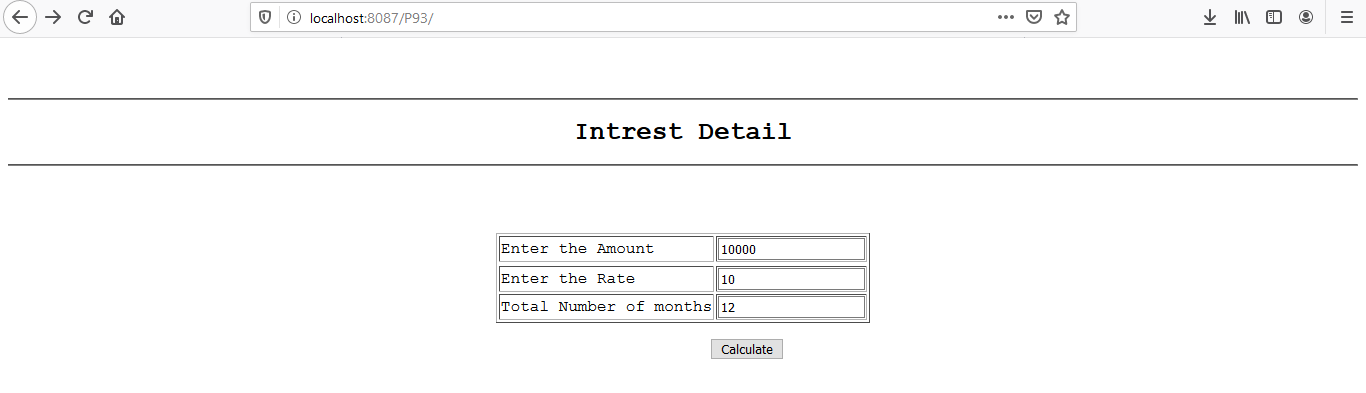 localhost:8087/P93/
Intrest Detail
Enter the Amount 10000
Enter the Rate 10
Total Number of months 12
Calculate